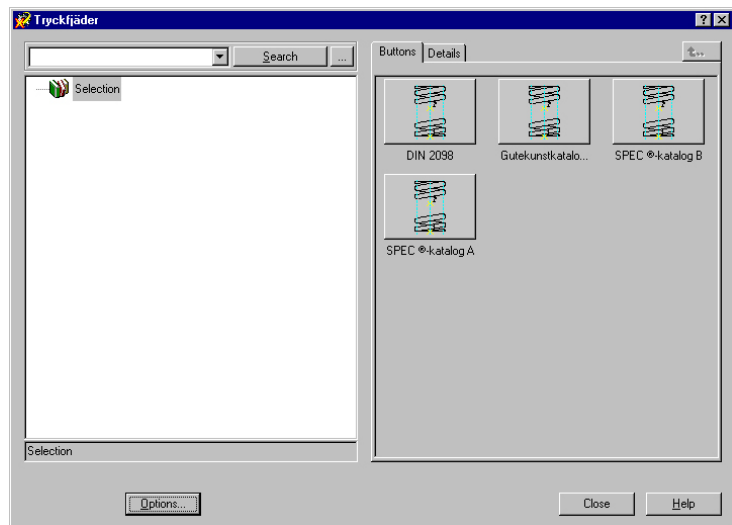 Tryckfjäder
Search
...
Buttons
Details
Selection
DIN 2098
Gutekunstkatalo...
SPEC ®-katalog B
SPEC ®-katalog A
Selection
Options...
Close
Help